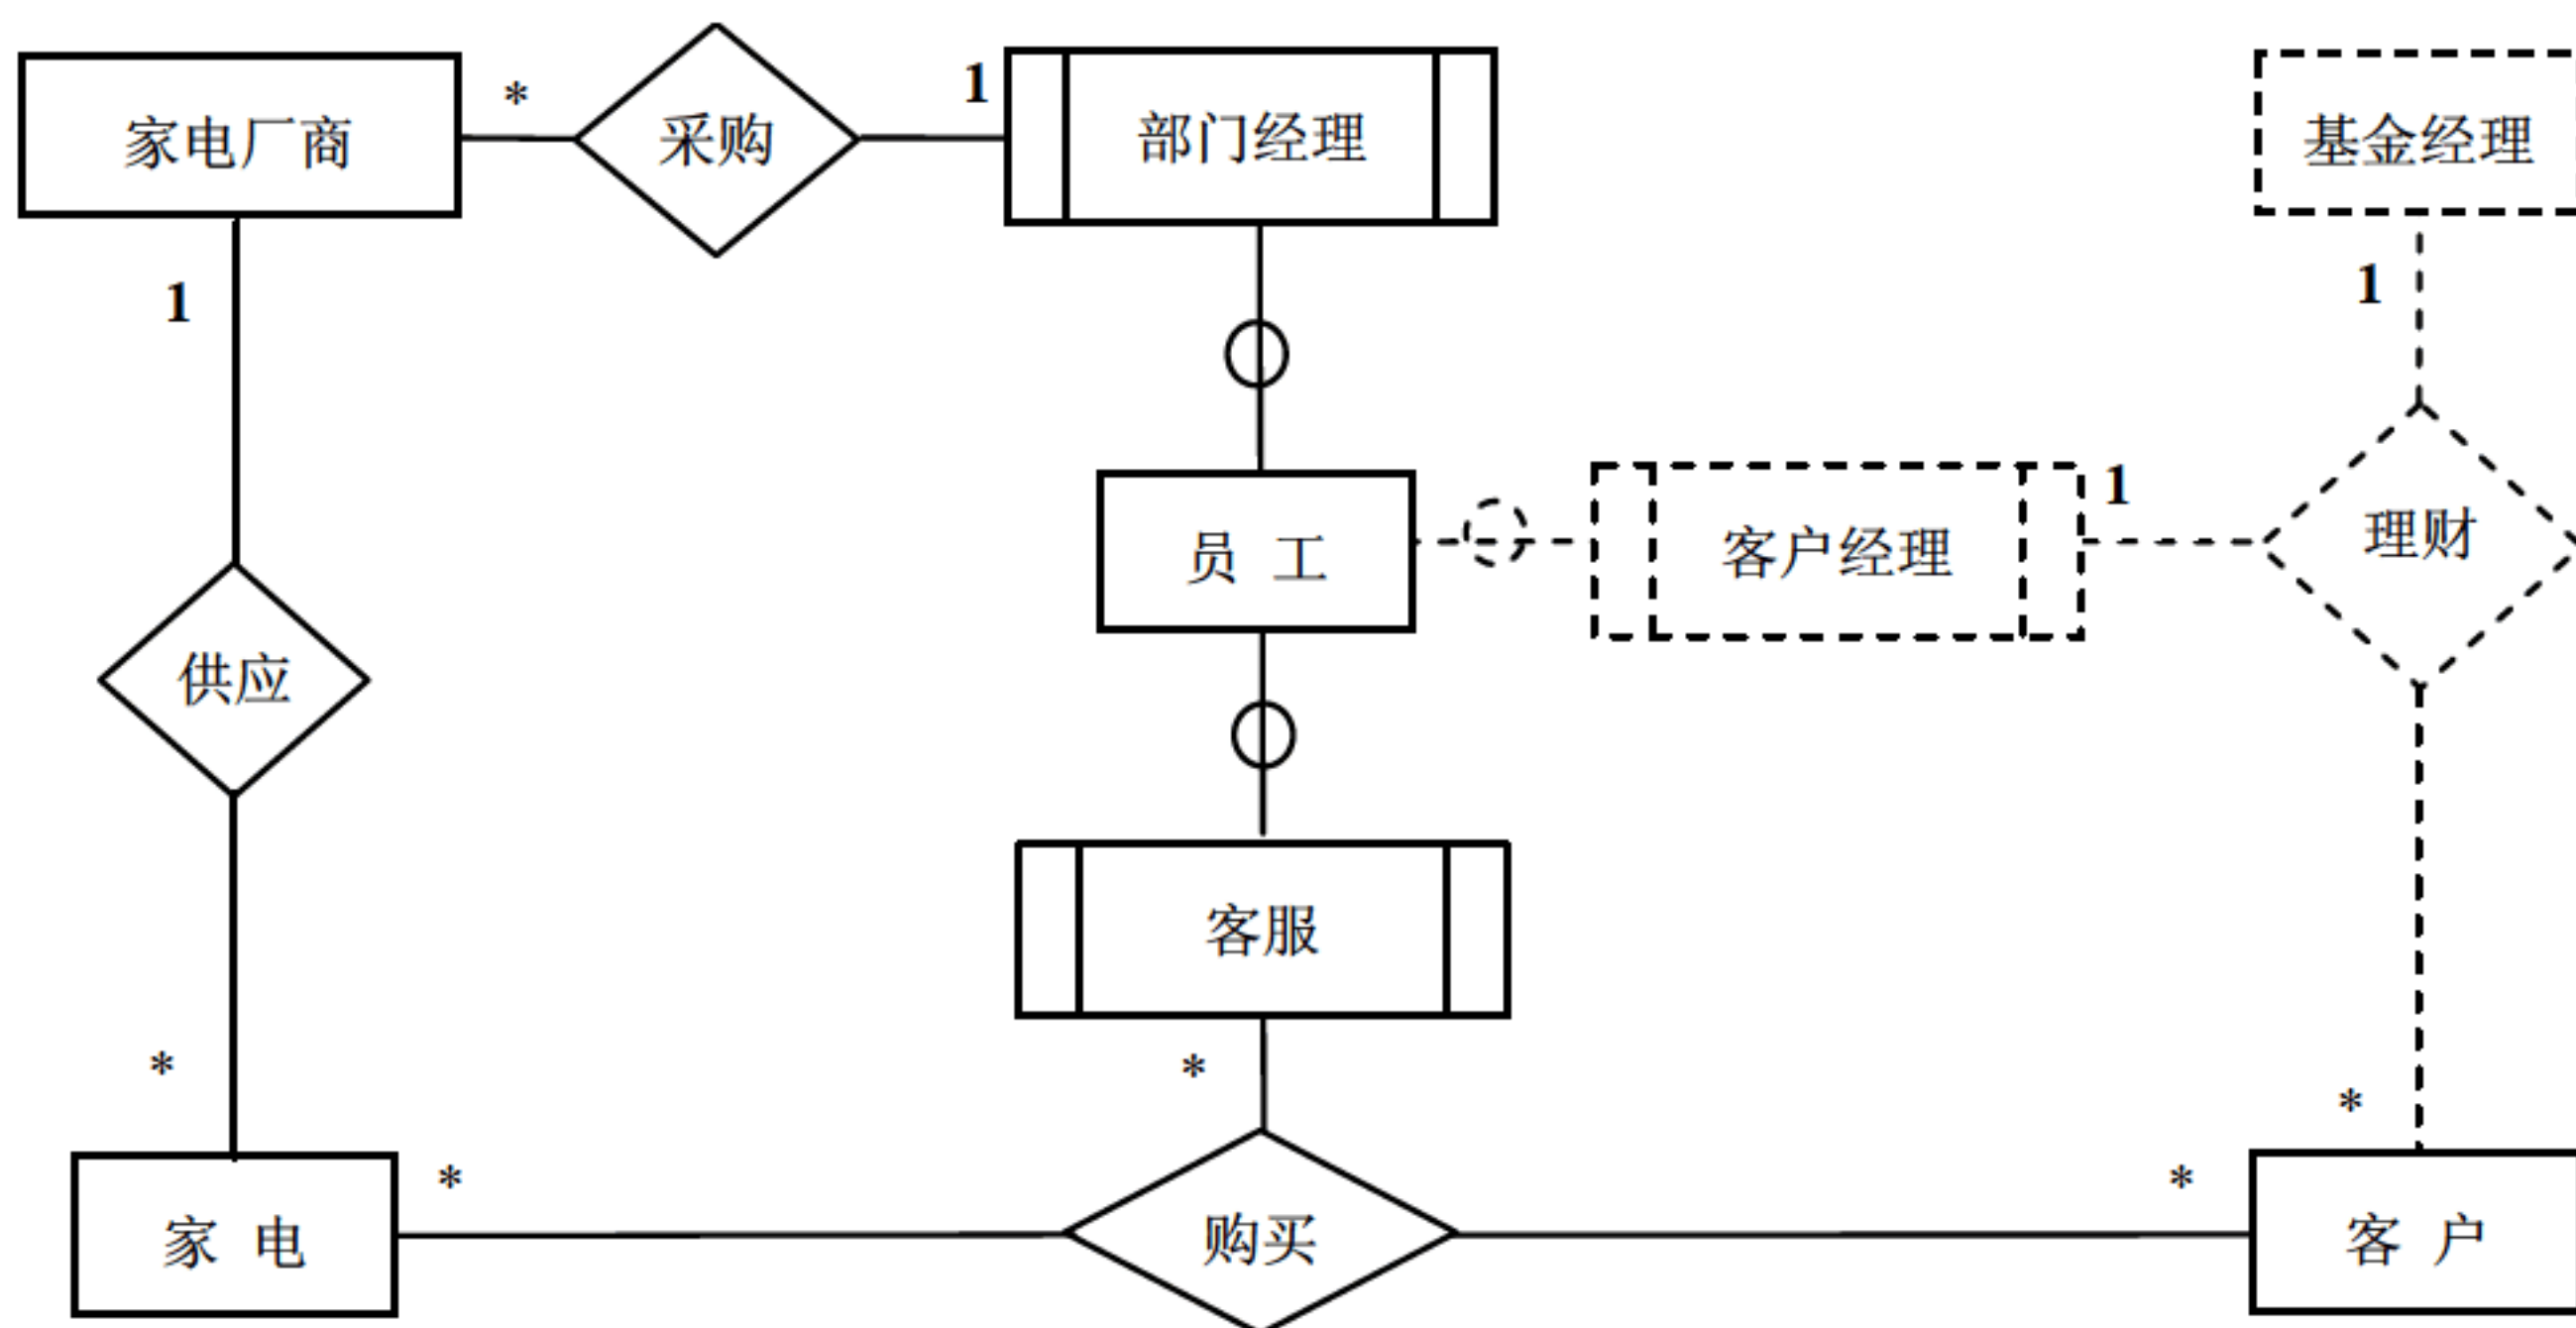 家电厂商
*
采购
1
部门经理
基金经理
1
1
员 工
客户经理
1
理财
供应
客服
*
*
*
家 电
*
购买
*
客 户